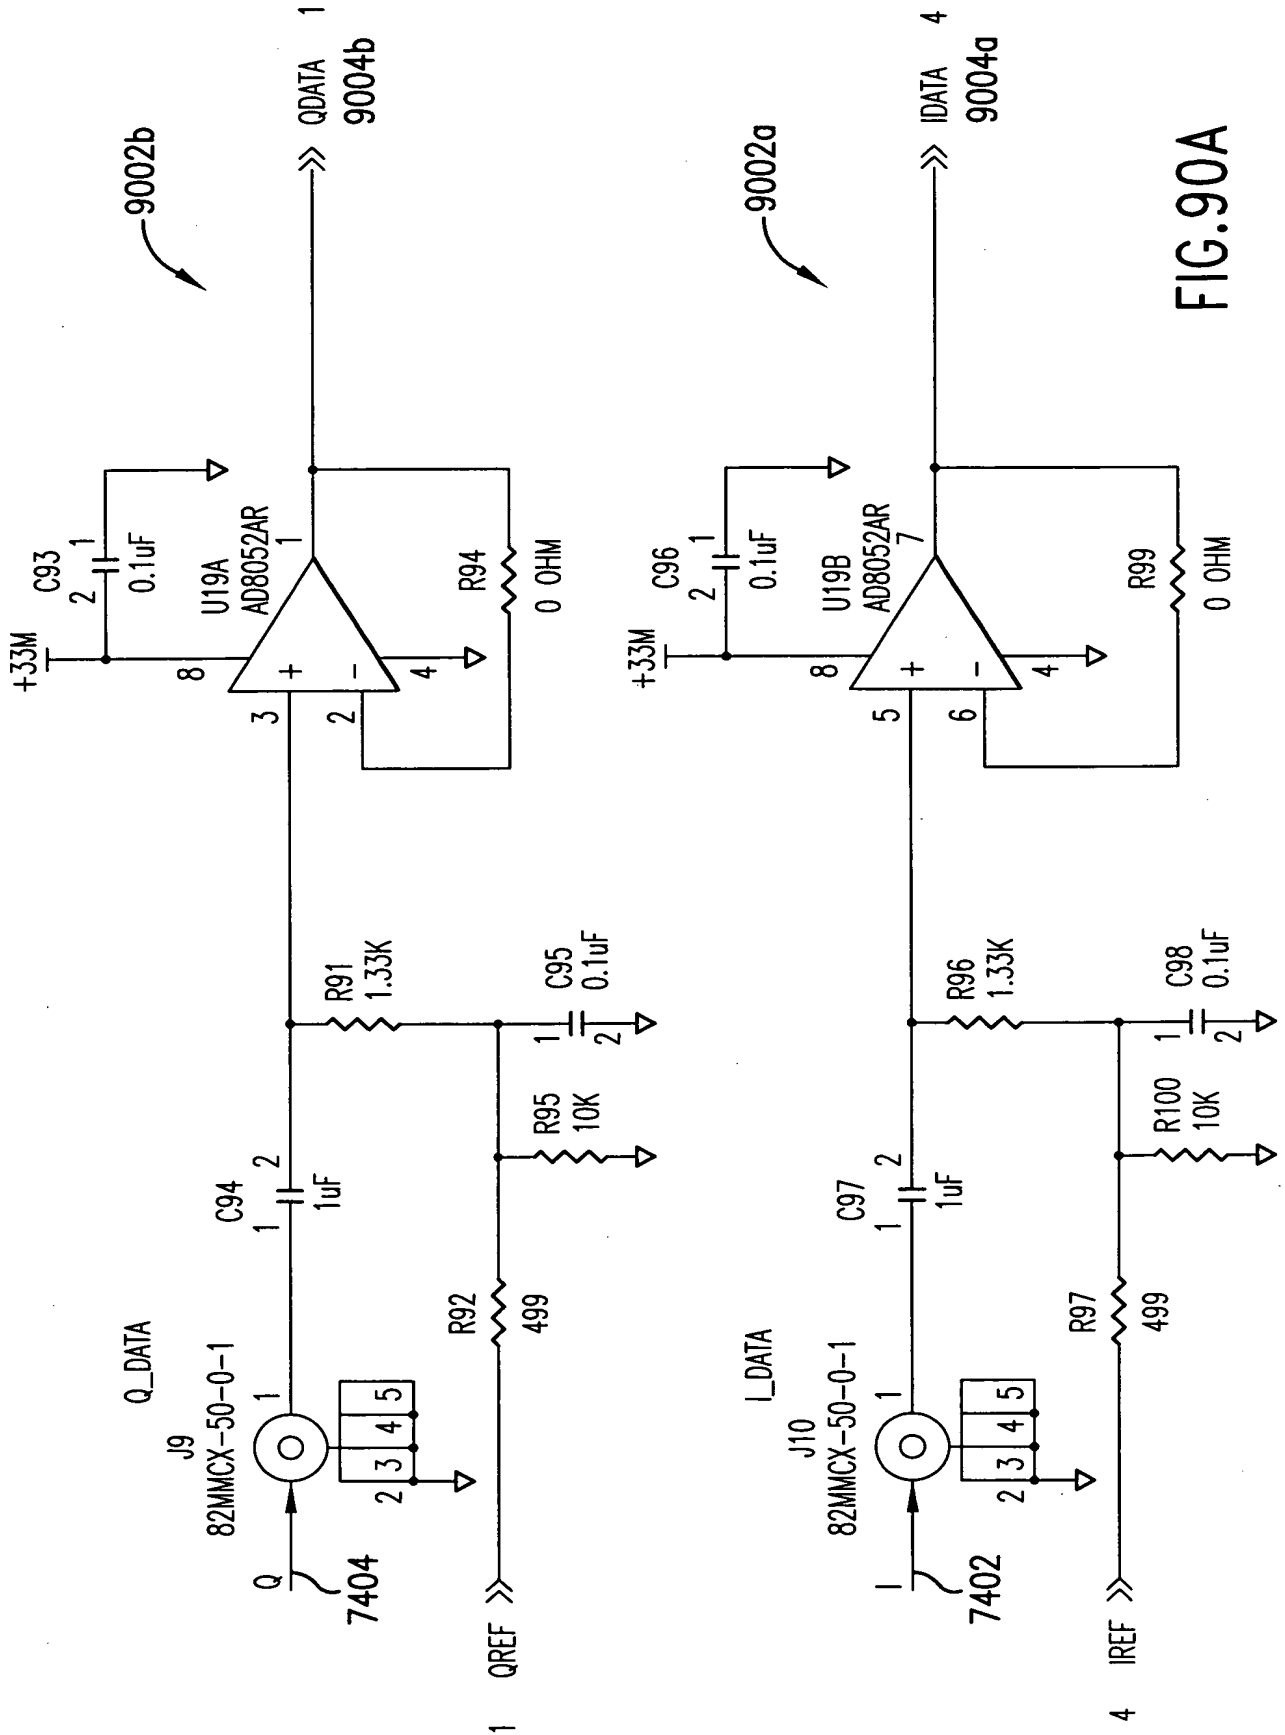 Q_DATA
J9
82MMCX-50-0-1
Q
7404
1
2
3
4
5
C94
1
2
1uF
1
QREF
R92
499
R95
10K
R91
1.33K
1
2
C95
0.1uF
+33M
C93
2
1
0.1uF
8
U19A
AD8052AR
3
+
2
-
4
1
R94
0 OHM
9002b
QDATA
1
9004b
I_DATA
J10
82MMCX-50-0-1
I
7402
1
2
3
4
5
C97
1
2
1uF
4
IREF
R97
499
R100
10K
R96
1.33K
1
2
C98
0.1uF
+33M
C96
2
1
0.1uF
8
U19B
AD8052AR
5
+
6
-
4
7
R99
0 OHM
9002a
IDATA
4
9004a
FIG.90A